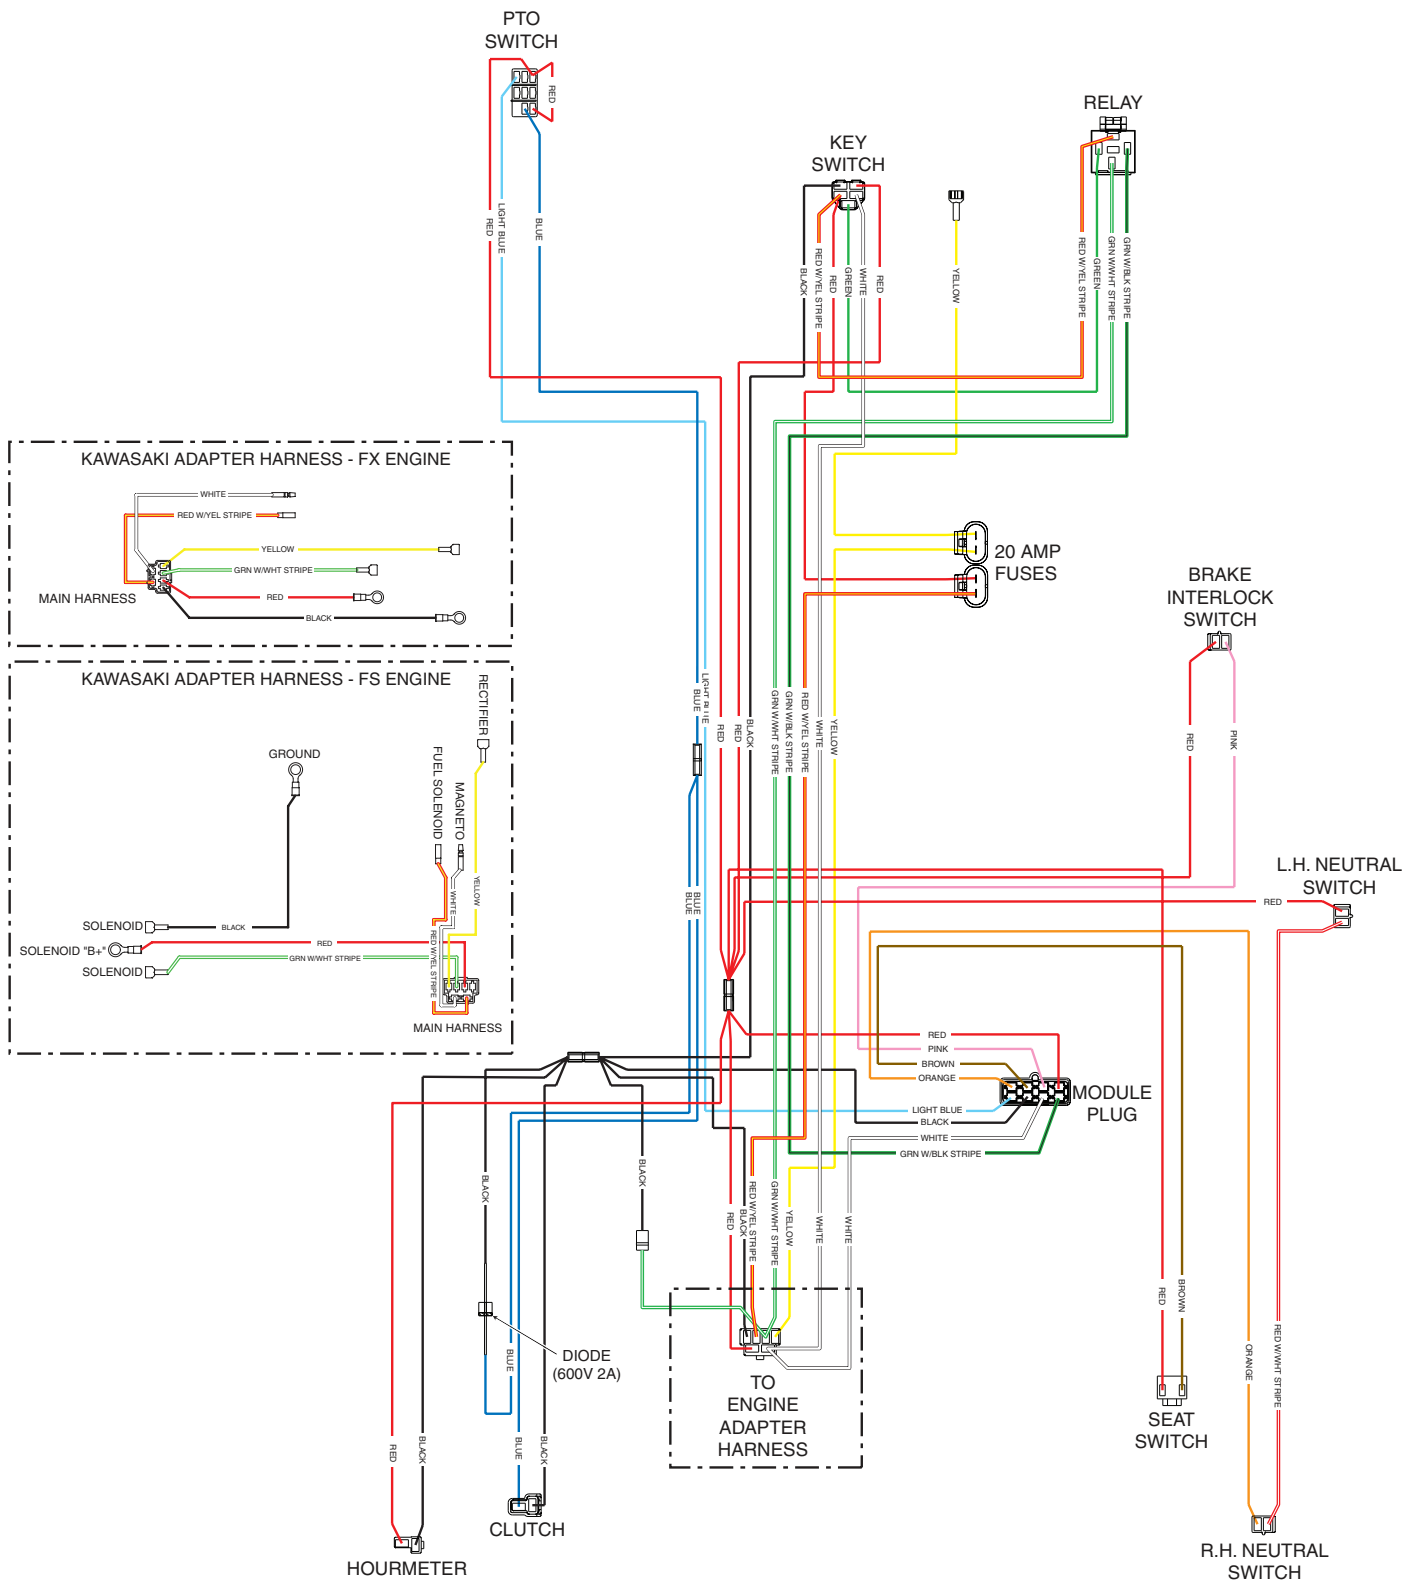 PTO
SWITCH
RED
LIGHT BLUE
RED
BLUE
KEY
SWITCH
BLACK
RED W/YEL STRIPE
RED
GREEN
WHITE
RED
YELLOW
RELAY
RED W/YEL STRIPE
GREEN
GRN W/WHT STRIPE
GRN W/BLK STRIPE
KAWASAKI ADAPTER HARNESS - FX ENGINE
WHITE
RED W/YEL STRIPE
YELLOW
GRN W/WHT STRIPE
RED
BLACK
MAIN HARNESS
20 AMP
FUSES
BRAKE
INTERLOCK
SWITCH
RED
PINK
KAWASAKI ADAPTER HARNESS - FS ENGINE
RECTIFIER
FUEL SOLENOID
MAGNETO
GROUND
YELLOW
WHITE
RED W/YEL STRIPE
SOLENOID
BLACK
SOLENOID "B+"
RED
SOLENOID
GRN W/WHT STRIPE
MAIN HARNESS
LIGHT BLUE
BLUE
RED
RED
BLACK
GRN W/WHT STRIPE
GRN W/BLK STRIPE
RED W/YEL STRIPE
WHITE
YELLOW
BLUE
BLUE
L.H. NEUTRAL
SWITCH
RED
RED
PINK
BROWN
ORANGE
MODULE
PLUG
LIGHT BLUE
BLACK
WHITE
GRN W/BLK STRIPE
BLACK
BLACK
RED
BLACK
RED W/YEL STRIPE
GRN W/WHT STRIPE
YELLOW
WHITE
WHITE
RED
BROWN
ORANGE
RED W/WHT STRIPE
DIODE
(600V 2A)
BLUE
TO
ENGINE
ADAPTER
HARNESS
SEAT
SWITCH
RED
BLACK
BLUE
BLACK
CLUTCH
HOURMETER
R.H. NEUTRAL
SWITCH